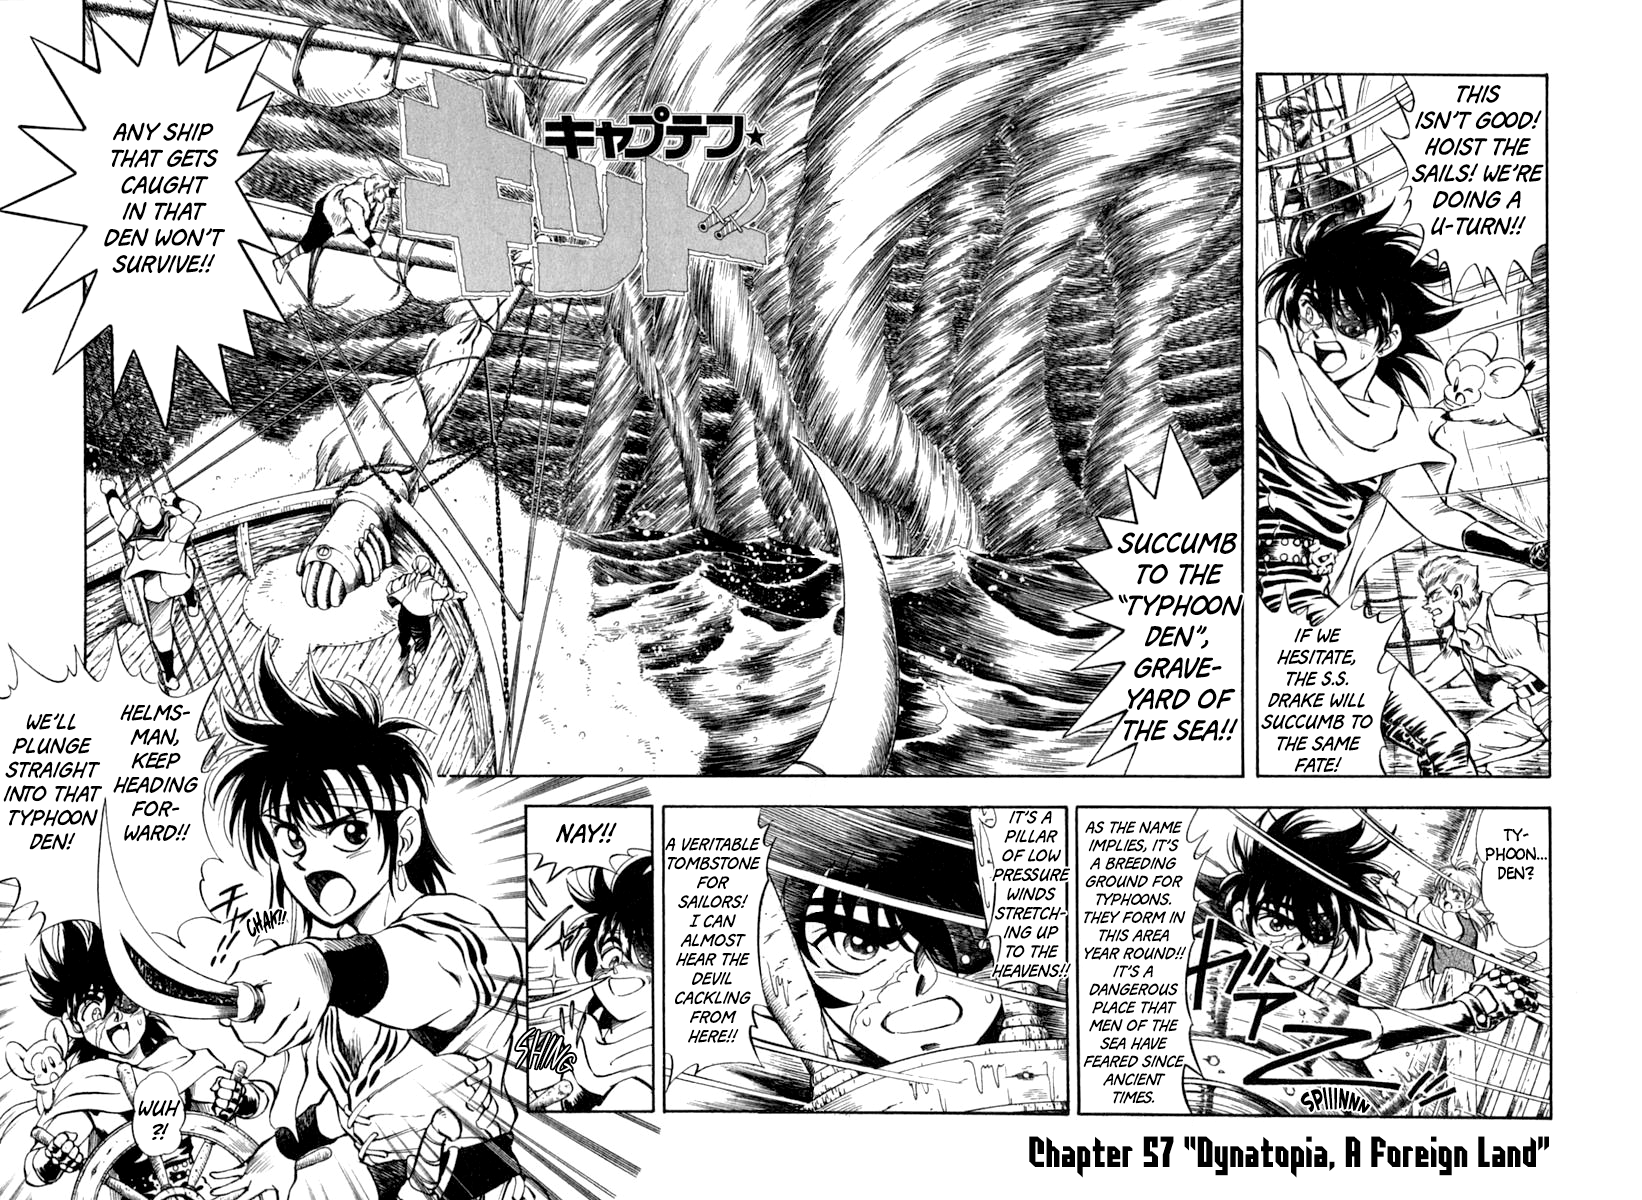 THIS
ISN'T GOOD!
HOIST THE
SAILS! WE'RE
DOING A
U-TURN!!
IF WE
HESITATE,
THE S.S.
DRAKE WILL
SUCCUMB TO
THE SAME
FATE!
キャプテン★
キッド
SUCCUMB
TO THE
"TYPHOON
DEN",
GRAVE-
YARD OF
THE SEA!!
ANY SHIP
THAT GETS
CAUGHT
IN THAT
DEN WON'T
SURVIVE!!
TY-
PHOON...
DEN?
AS THE NAME
IMPLIES, IT'S
A BREEDING
GROUND FOR
TYPHOONS.
THEY FORM IN
THIS AREA
YEAR ROUND!!
IT'S A
DANGEROUS
PLACE THAT
MEN OF THE
SEA HAVE
FEARED SINCE
ANCIENT
TIMES.
ガアアア
SPIIINNN
IT'S A
PILLAR
OF LOW
PRESSURE
WINDS
STRETCH-
ING UP
TO THE
HEAVENS!!
A VERITABLE
TOMBSTONE
FOR
SAILORS!
I CAN
ALMOST
HEAR THE
DEVIL
CACKLING
FROM
HERE!!
NAY!!
SHING
HELMS-
MAN,
KEEP
HEADING
FOR-
WARD!!
WE'LL
PLUNGE
STRAIGHT
INTO THAT
TYPHOON
DEN!
CHAK!!
WUH
?!
Chapter 57 "Dynatopia, A Foreign Land"